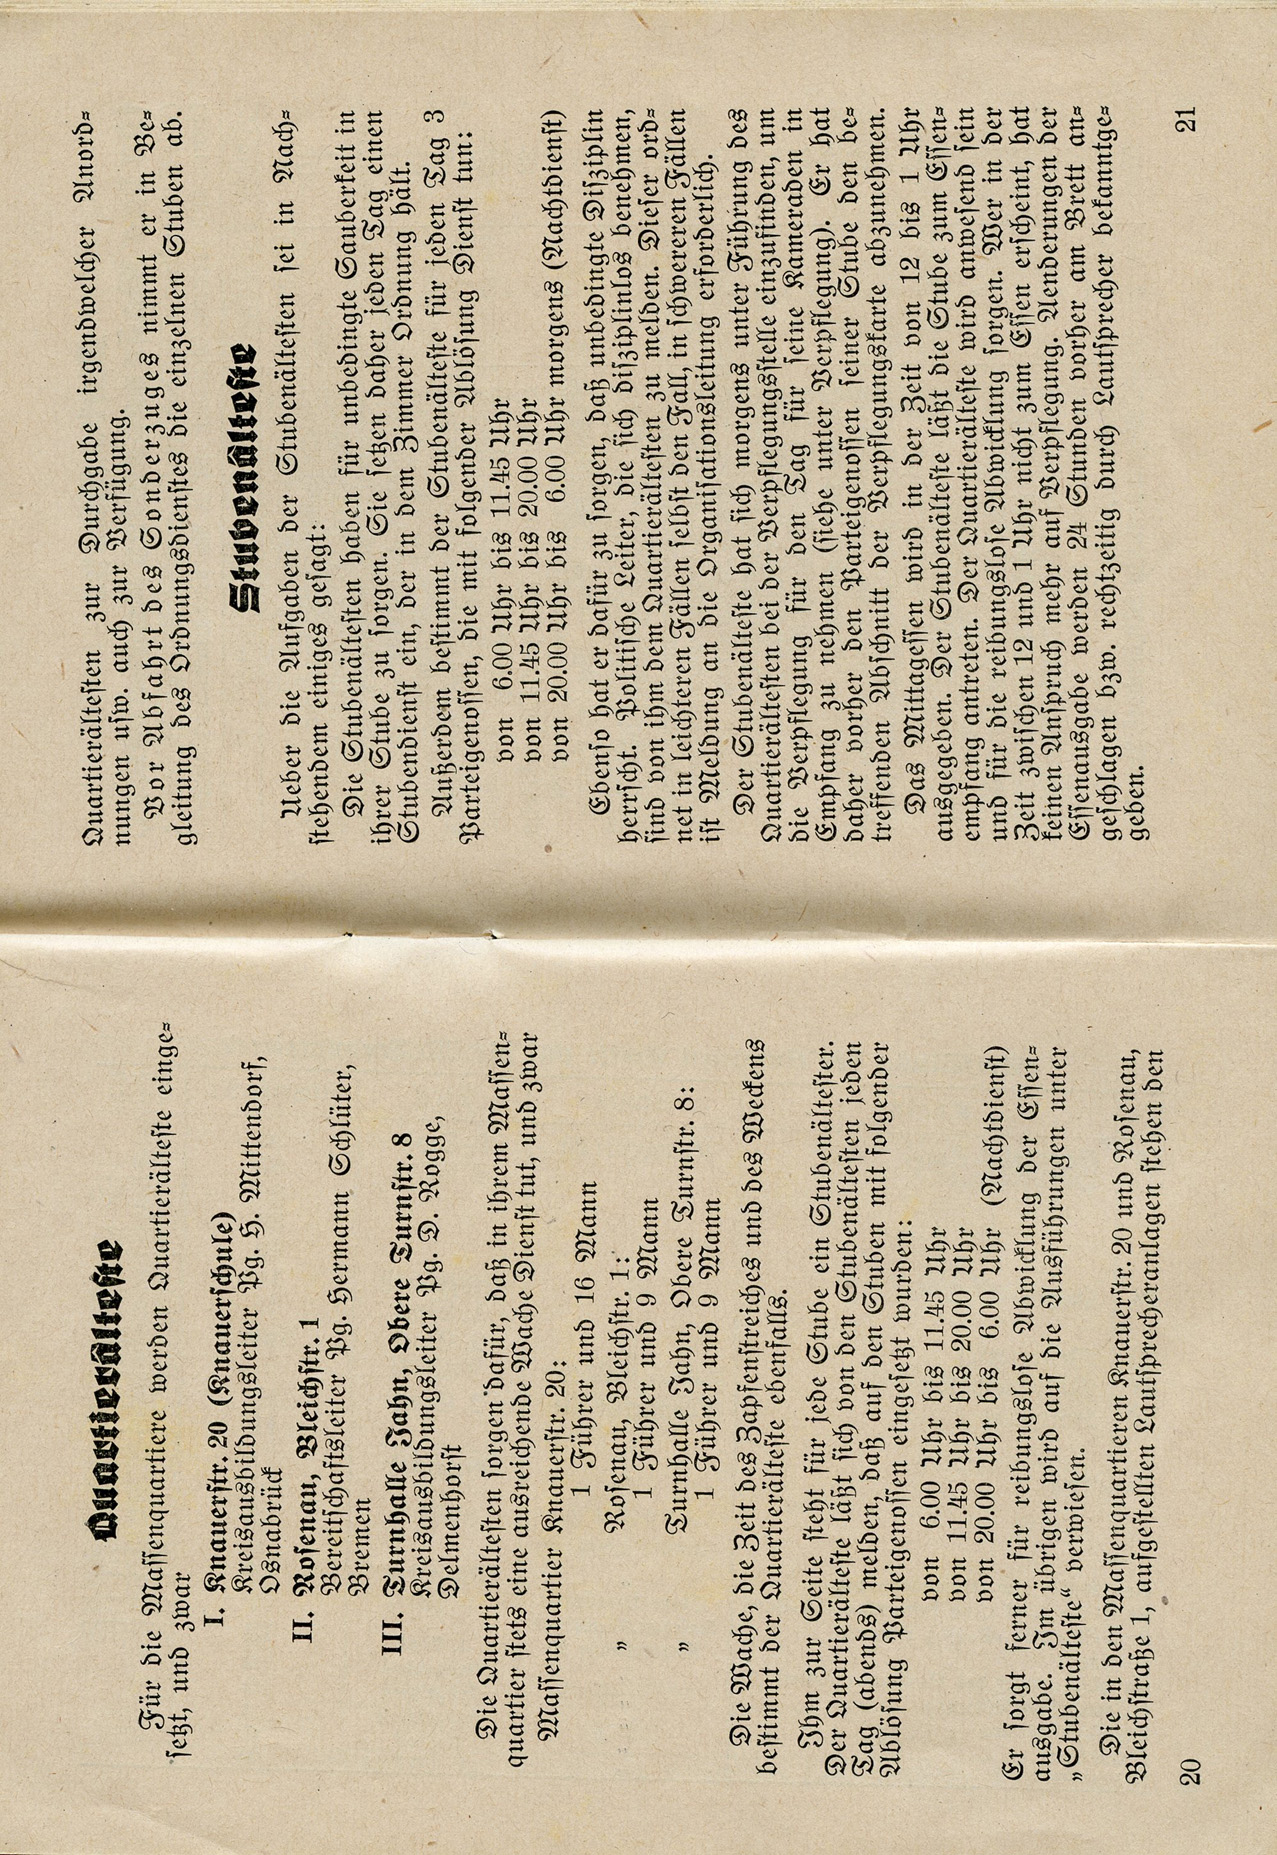 Quartierälteste
Für die Massenquartiere werden Quartierälteste einge-
setzt, und zwar
I. Knauerstr. 20 (Knauerschule)
Kreisausbildungsleiter Pg. H. Mittendorf,
Osnabrück
II. Rosenau, Bleichstr. 1
Bereitschaftsleiter Pg. Hermann Schlüter,
Bremen
III. Turnhalle Jahn, Obere Turnstr. 8
Kreisausbildungsleiter Pg. D. Rogge,
Delmenhorst
Die Quartierältesten sorgen dafür, daß in ihrem Massen-
quartier stets eine ausreichende Wache Dienst tut, und zwar
Massenquartier Knauerstr. 20:
1 Führer und 16 Mann
„ Rosenau, Bleichstr. 1:
1 Führer und 9 Mann
„ Turnhalle Jahn, Obere Turnstr. 8:
1 Führer und 9 Mann
Die Wache, die Zeit des Zapfenstreiches und des Weckens
bestimmt der Quartierälteste ebenfalls.
Ihm zur Seite steht für jede Stube ein Stubenältester.
Der Quartierälteste läßt sich von den Stubenältesten jeden
Tag (abends) melden, daß auf den Stuben mit folgender
Ablösung Parteigenossen eingesetzt wurden:
von 6.00 Uhr bis 11.45 Uhr
von 11.45 Uhr bis 20.00 Uhr
von 20.00 Uhr bis 6.00 Uhr (Nachtdienst)
Er sorgt ferner für reibungslose Abwicklung der Essen-
ausgabe. Im übrigen wird auf die Ausführungen unter
„Stubenälteste“ verwiesen.
Die in den Massenquartieren Knauerstr. 20 und Rosenau,
Bleichstraße 1, aufgestellten Lautsprecheranlagen stehen den
20
Quartierältesten zur Durchgabe irgendwelcher Anord-
nungen usw. auch zur Verfügung.
Vor Abfahrt des Sonderzuges nimmt er in Be-
gleitung des Ordnungsdienstes die einzelnen Stuben ab.
Stubenälteste
Ueber die Aufgaben der Stubenältesten sei in Nach-
stehendem einiges gesagt:
Die Stubenältesten haben für unbedingte Sauberkeit in
ihrer Stube zu sorgen. Sie setzen daher jeden Tag einen
Stubendienst ein, der in dem Zimmer Ordnung hält.
Außerdem bestimmt der Stubenälteste für jeden Tag 3
Parteigenossen, die mit folgender Ablösung Dienst tun:
von 6.00 Uhr bis 11.45 Uhr
von 11.45 Uhr bis 20.00 Uhr
von 20.00 Uhr bis 6.00 Uhr morgens (Nachtdienst)
Ebenso hat er dafür zu sorgen, daß unbedingte Disziplin
herrscht. Politische Leiter, die sich disziplinlos benehmen,
sind von ihm dem Quartierältesten zu melden. Dieser ord-
net in leichteren Fällen selbst den Fall, in schwereren Fällen
ist Meldung an die Organisationsleitung erforderlich.
Der Stubenälteste hat sich morgens unter Führung des
Quartierältesten bei der Verpflegungsstelle einzufinden, um
die Verpflegung für den Tag für seine Kameraden in
Empfang zu nehmen (siehe unter Verpflegung). Er hat
daher vorher den Parteigenossen seiner Stube den be-
treffenden Abschnitt der Verpflegungskarte abzunehmen.
Das Mittagessen wird in der Zeit von 12 bis 1 Uhr
ausgegeben. Der Stubenälteste läßt die Stube zum Essen-
empfang antreten. Der Quartierälteste wird anwesend sein
und für die reibungslose Abwicklung sorgen. Wer in der
Zeit zwischen 12 und 1 Uhr nicht zum Essen erscheint, hat
keinen Anspruch mehr auf Verpflegung. Aenderungen der
Essenausgabe werden 24 Stunden vorher am Brett an-
geschlagen bzw. rechtzeitig durch Lautsprecher bekanntge-
geben.
21